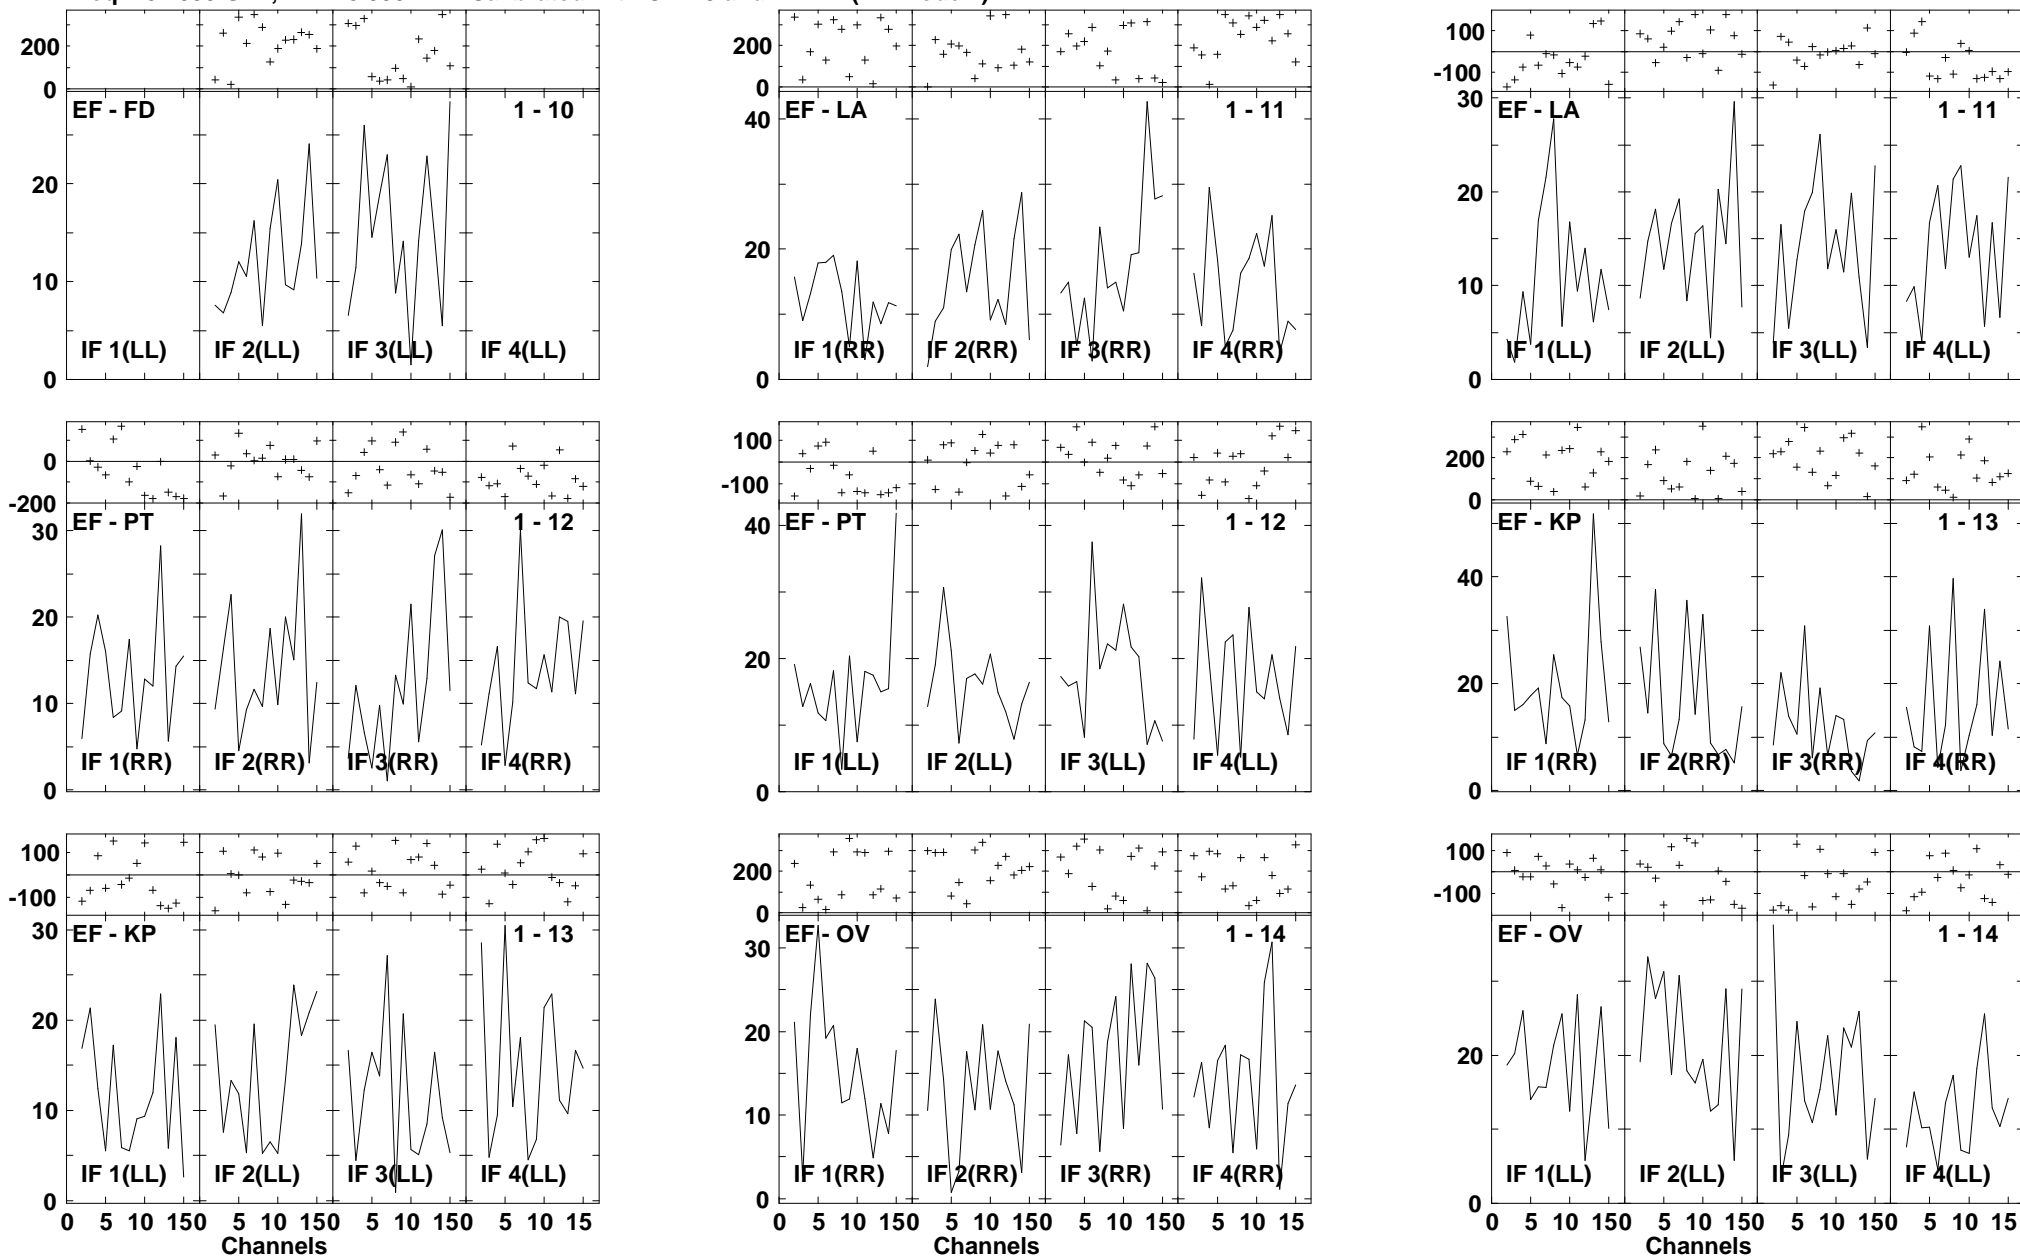 200
0
EF - FD
1 - 10
20
10
0
IF 1(LL)
IF 2(LL)
IF 3(LL)
IF 4(LL)
200
0
EF - LA
1 - 11
40
20
0
IF 1(RR)
IF 2(RR)
IF 3(RR)
IF 4(RR)
100
-100
30
EF - LA
1 - 11
20
10
0
IF 1(LL)
IF 2(LL)
IF 3(LL)
IF 4(LL)
0
-200
EF - PT
1 - 12
30
20
10
0
IF 1(RR)
IF 2(RR)
IF 3(RR)
IF 4(RR)
100
-100
EF - PT
1 - 12
40
20
0
IF 1(LL)
IF 2(LL)
IF 3(LL)
IF 4(LL)
200
0
EF - KP
1 - 13
40
20
0
IF 1(RR)
IF 2(RR)
IF 3(RR)
IF 4(RR)
100
-100
30
EF - KP
1 - 13
20
10
0
IF 1(LL)
IF 2(LL)
IF 3(LL)
IF 4(LL)
0 5 10 150 5 10 150 5 10 150 5 10 15
Channels
200
0
EF - OV
1 - 14
30
20
10
0
IF 1(RR)
IF 2(RR)
IF 3(RR)
IF 4(RR)
0 5 10 150 5 10 150 5 10 150 5 10 15
Channels
100
-100
EF - OV
1 - 14
20
0
IF 1(LL)
IF 2(LL)
IF 3(LL)
IF 4(LL)
0 5 10 150 5 10 150 5 10 150 5 10 15
Channels